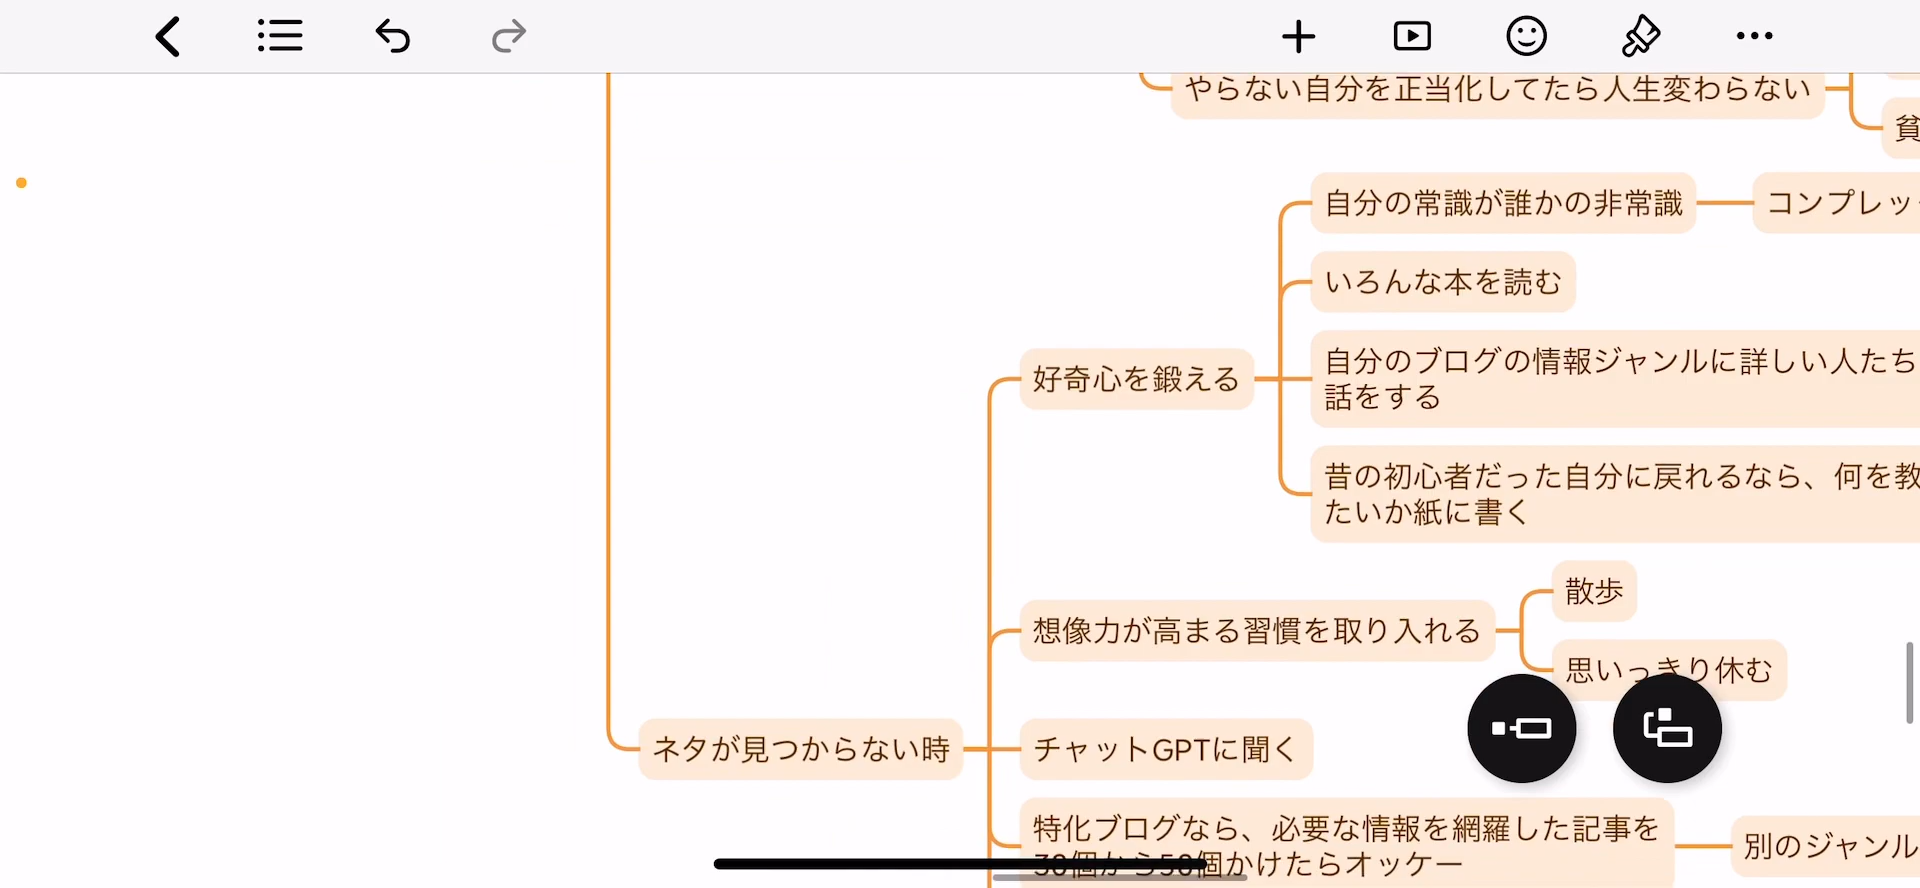 やらない自分を正当化してたら人生変わらない
貧
自分の常識が誰かの非常識
コンプレッ
いろんな本を読む
自分のブログの情報ジャンルに詳しい人たち
話をする
好奇心を鍛える
昔の初心者だった自分に戻れるなら、何を教
たいか紙に書く
散歩
想像力が高まる習慣を取り入れる
思いっきり休む
ネタが見つからない時
チャットGPTに聞く
特化ブログなら、必要な情報を網羅した記事を
30個から50個かけたらオッケー
別のジャンル